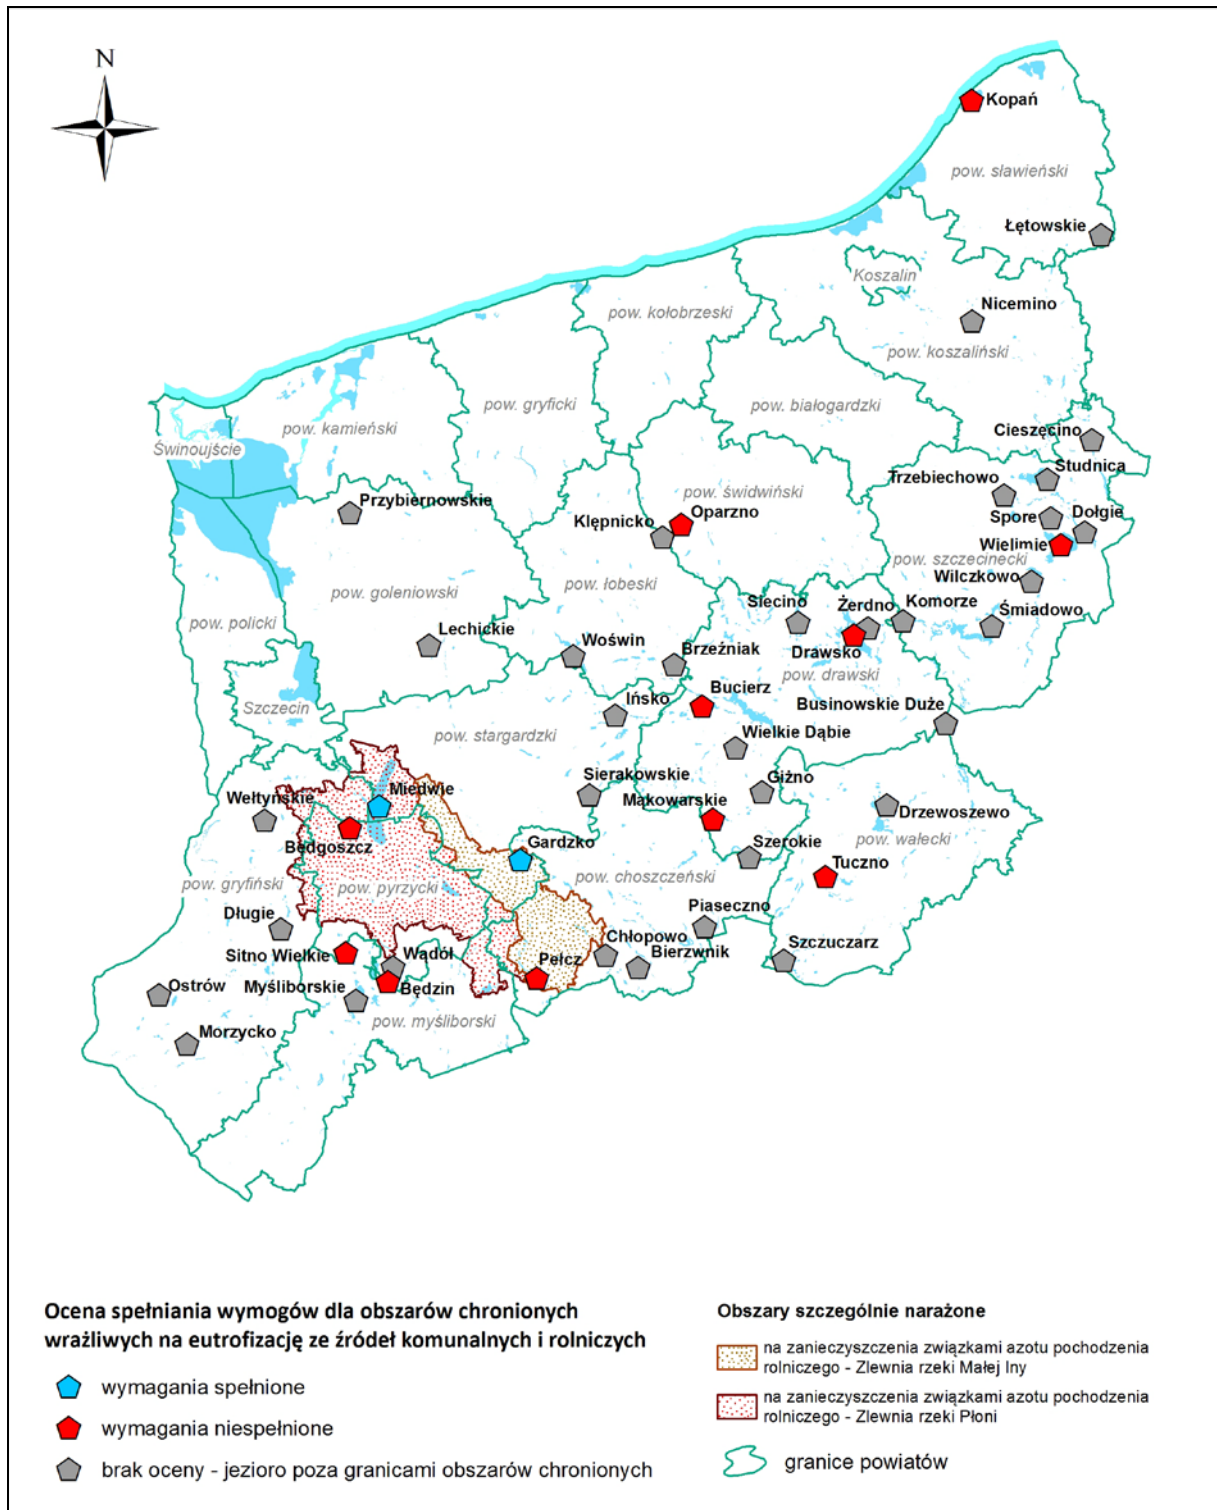 N
Kopań
pow. sławieński
Łętowskie
Koszalin
Nicemino
pow. kołobrzeski
pow. koszaliński
pow. gryficki
pow. białogardzki
pow. kamieński
Świnoujście
Cieszęcino
Studnica
Trzebiechowo
Przybiernowskie
pow. świdwiński
Oparzno
Klępnicko
Spore
Dołgie
Wielimie
pow. szczecinecki
Wilczkowo
pow. łobeski
pow. goleniowski
Siecino
Żerdno
Komorze
Śmiadowo
pow. policki
Lechickie
Woświn
Brzeźniak
Drawsko
pow. drawski
Bucierz
Businowskie Duże
Szczecin
Ińsko
pow. stargardzki
Wielkie Dąbie
Sierakowskie
Giżno
Miedwie
Wełtyńskie
Mąkowarskie
Drzewoszewo
pow. wałecki
Będgoszcz
Gardzko
Szerokie
Tuczno
pow. gryfiński
pow. pyrzycki
pow. choszczeński
Długie
Piaseczno
Sitno Wielkie
Wądół
Chłopowo
Bierzwnik
Szczuczarz
Pełcz
Ostrów
Myśliborskie
Będzin
pow. myśliborski
Morzycko
Ocena spełniania wymogów dla obszarów chronionych
wrażliwych na eutrofizację ze źródeł komunalnych i rolniczych
wymagania spełnione
wymagania niespełnione
brak oceny - jezioro poza granicami obszarów chronionych
Obszary szczególnie narażone
na zanieczyszczenia związkami azotu pochodzenia
rolniczego - Zlewnia rzeki Małej Iny
na zanieczyszczenia związkami azotu pochodzenia
rolniczego - Zlewnia rzeki Płoni
granice powiatów